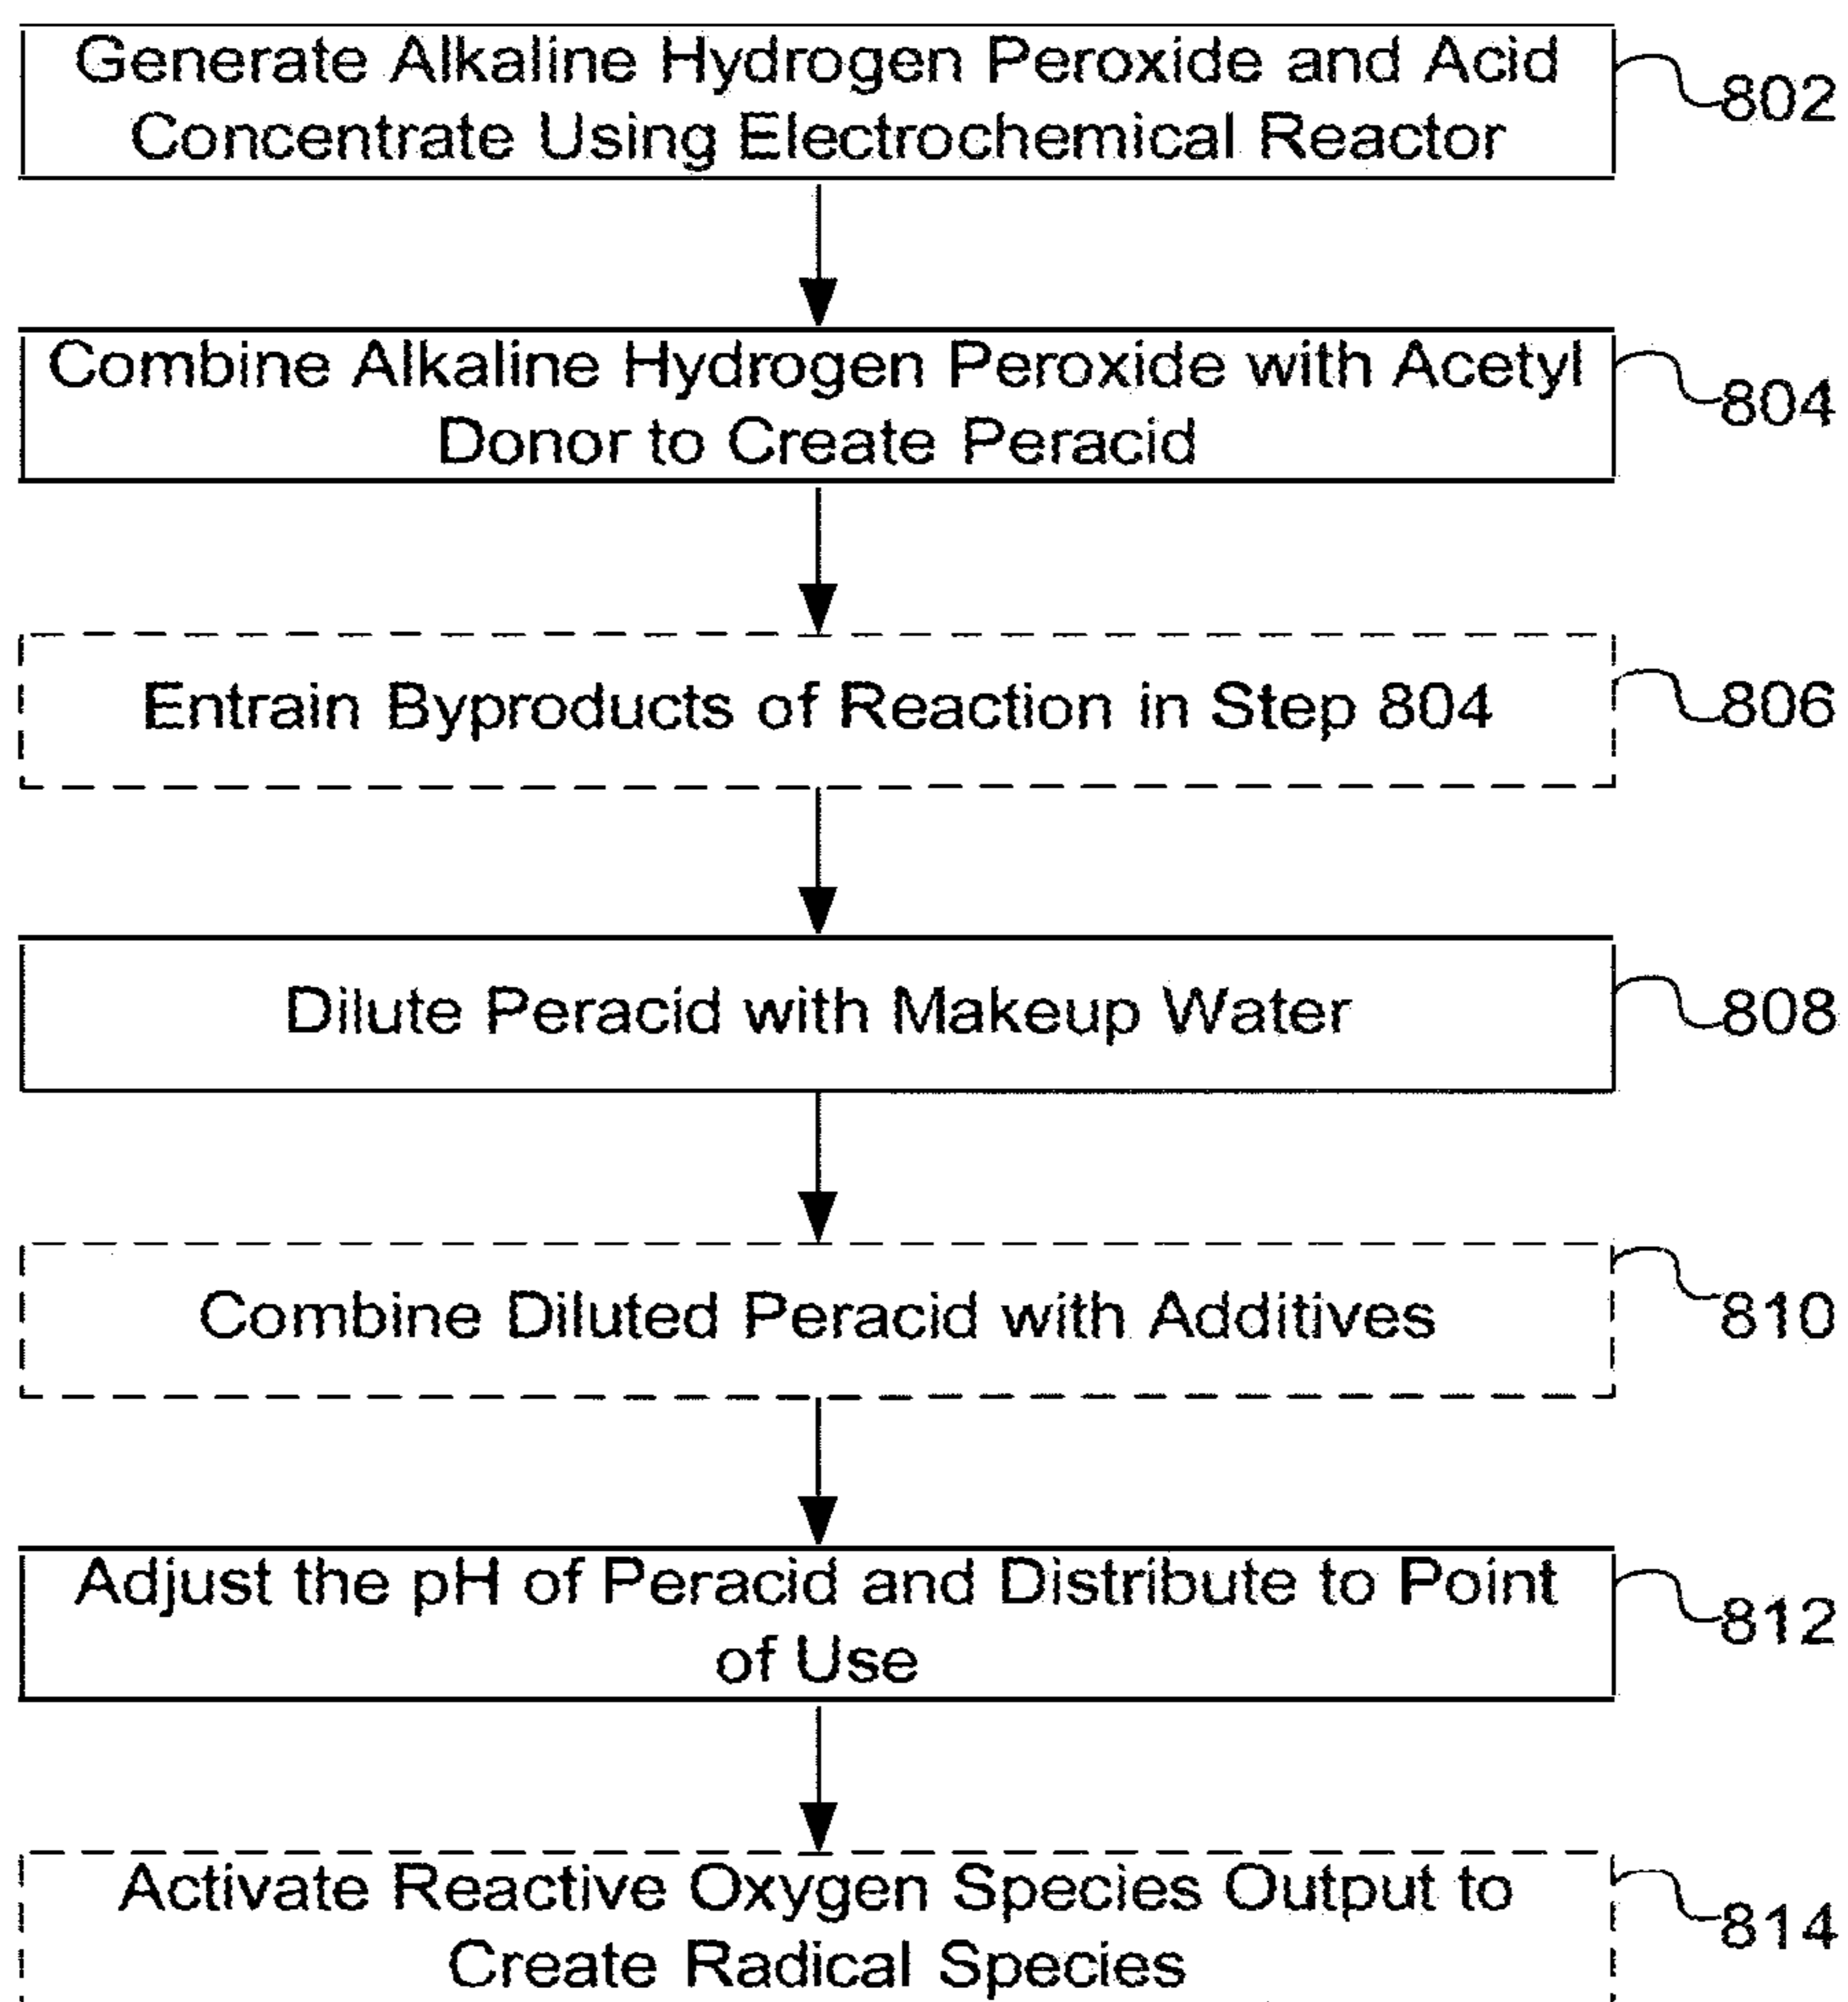 Generate Alkaline Hydrogen Peroxide and Acid
Concentrate Using Electrochemical Reactor
802
Combine Alkaline Hydrogen Peroxide with Acetyl
Donor to Create Peracid
804
Entrain Byproducts of Reaction in Step 804
806
Dilute Peracid with Makeup Water
808
Combine Diluted Peracid with Additives
810
Adjust the pH of Peracid and Distribute to Point
of Use
812
Activate Reactive Oxygen Species Output to
Create Radical Species
814